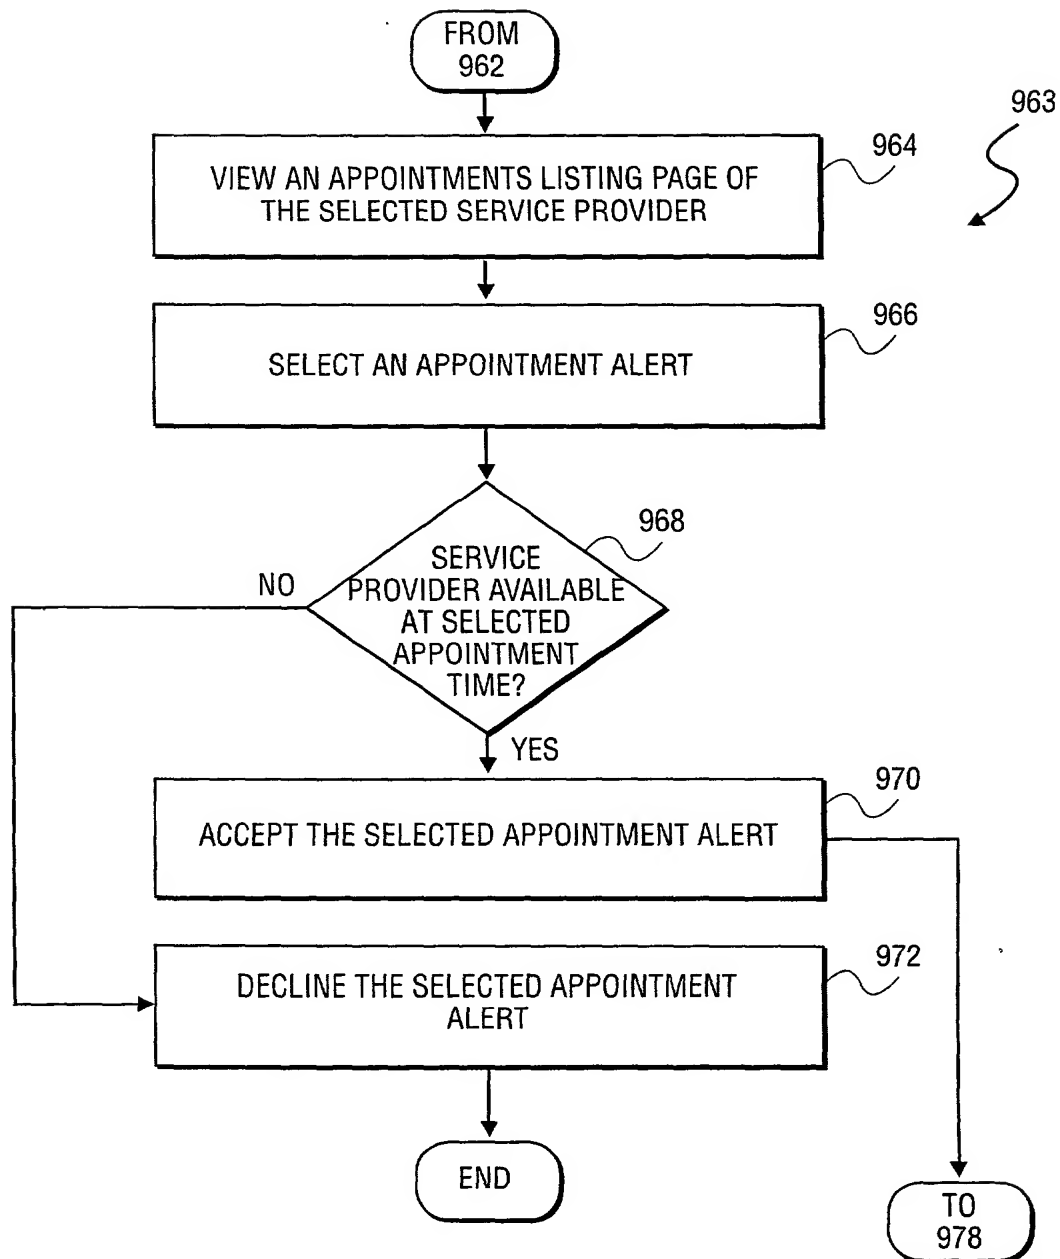 FROM
962
963
964
VIEW AN APPOINTMENTS LISTING PAGE OF
THE SELECTED SERVICE PROVIDER
966
SELECT AN APPOINTMENT ALERT
968
SERVICE
PROVIDER AVAILABLE
AT SELECTED
APPOINTMENT
TIME?
NO
YES
970
ACCEPT THE SELECTED APPOINTMENT ALERT
972
DECLINE THE SELECTED APPOINTMENT
ALERT
END
TO
978